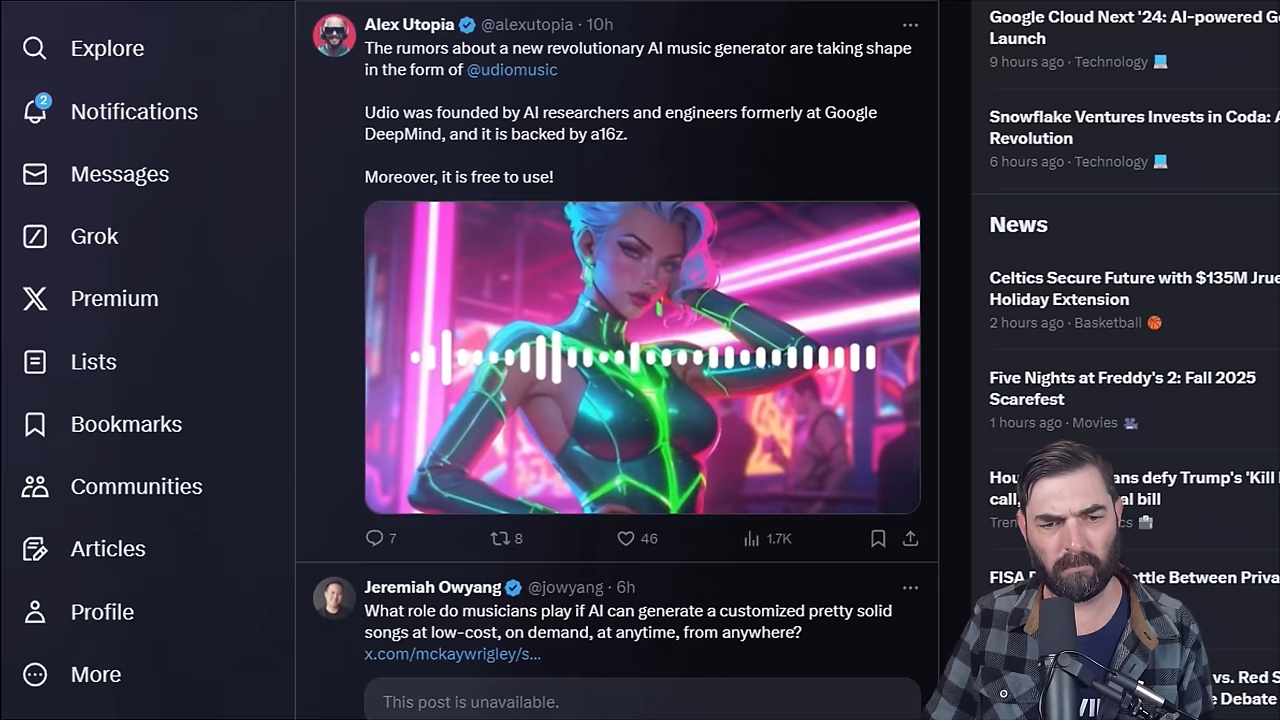 Explore
2
Notifications
Messages
Grok
Premium
Lists
Bookmarks
Communities
Articles
Profile
More
Alex Utopia @alexutopia · 10h
The rumors about a new revolutionary AI music generator are taking shape
in the form of @udiomusic
Udio was founded by AI researchers and engineers formerly at Google
DeepMind, and it is backed by a16z.
Moreover, it is free to use!
7 8 46 1.7K
Jeremiah Owyang @jowyang · 6h
What role do musicians play if AI can generate a customized pretty solid
songs at low-cost, on demand, at anytime, from anywhere?
x.com/mckaywrigley/s...
This post is unavailable.
Google Cloud Next '24: AI-powered
Launch
9 hours ago · Technology
Snowflake Ventures Invests in Coda:
Revolution
6 hours ago · Technology
News
Celtics Secure Future with $135M Jrue
Holiday Extension
2 hours ago · Basketball
Five Nights at Freddy's 2: Fall 2025
Scarefest
1 hours ago · Movies
defy Trump's 'Kill
call, bill
FISA Between
vs. Red
Debate